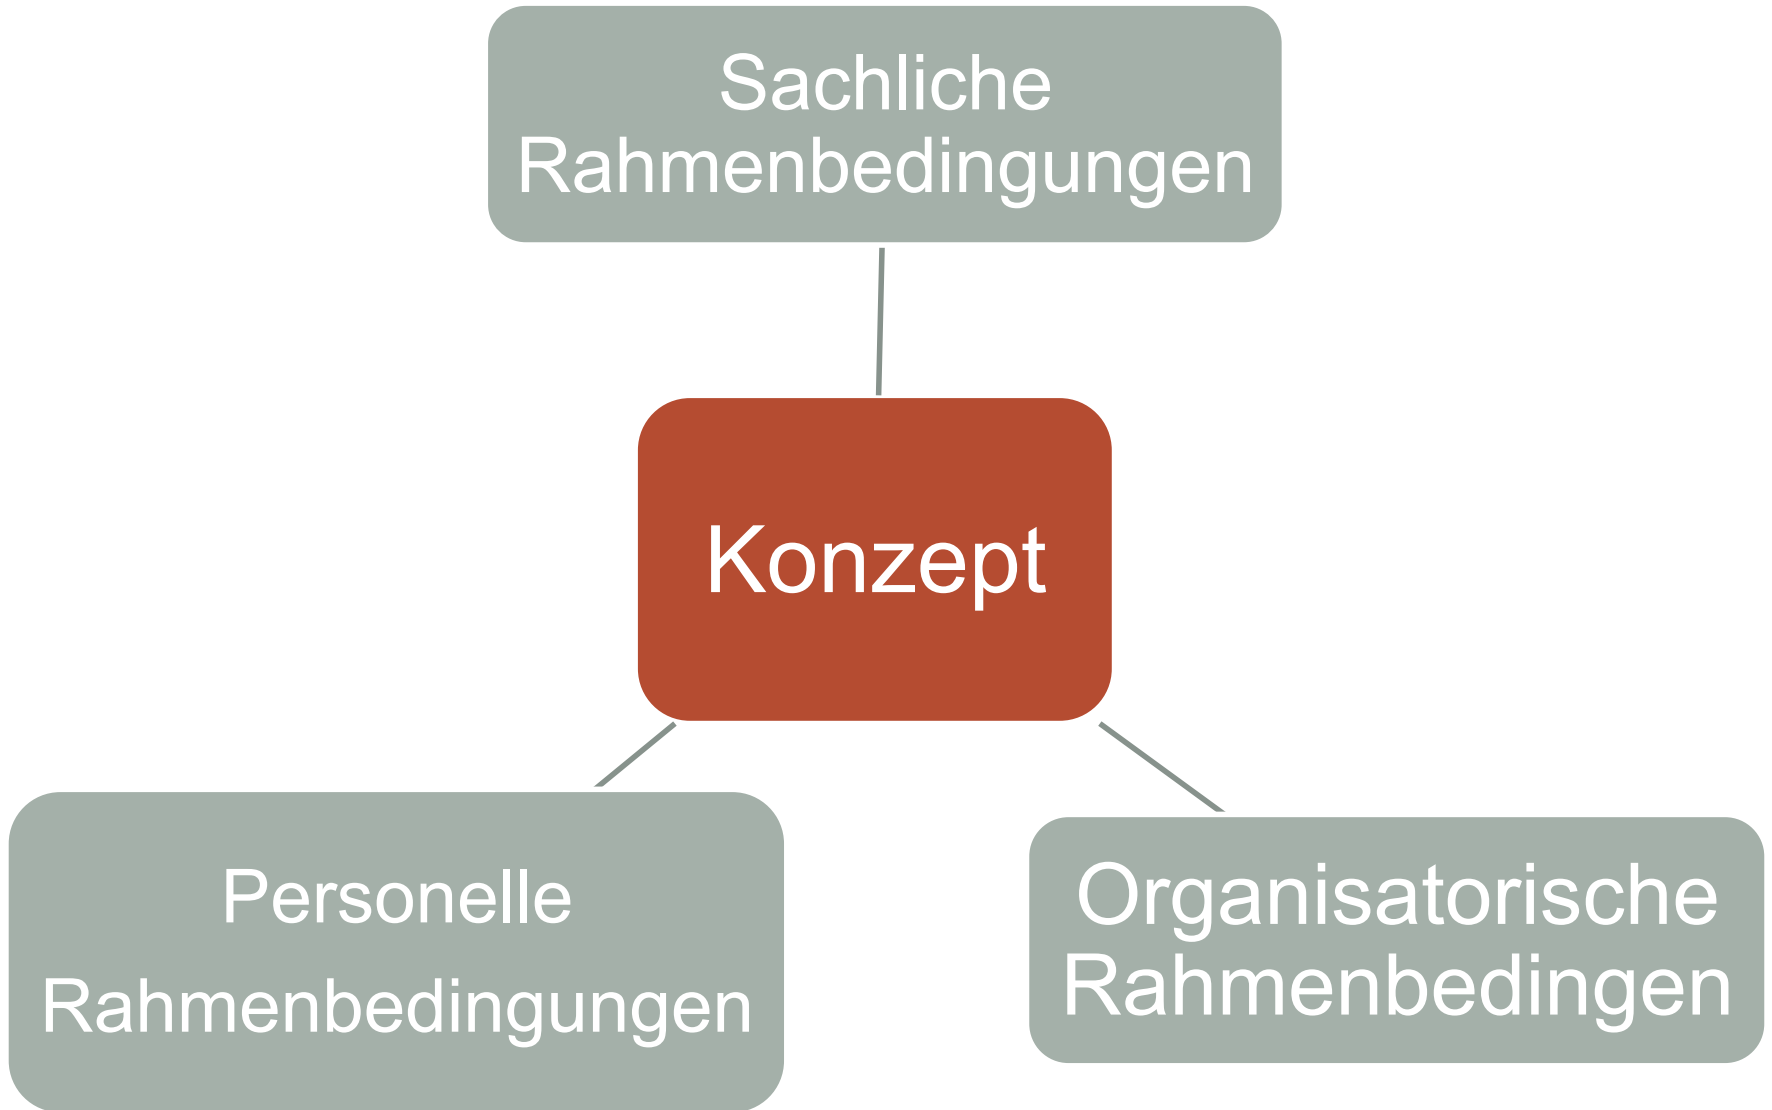 Sachliche
Rahmenbedingungen
Konzept
Personelle
Rahmenbedingungen
Organisatorische
Rahmenbedingen